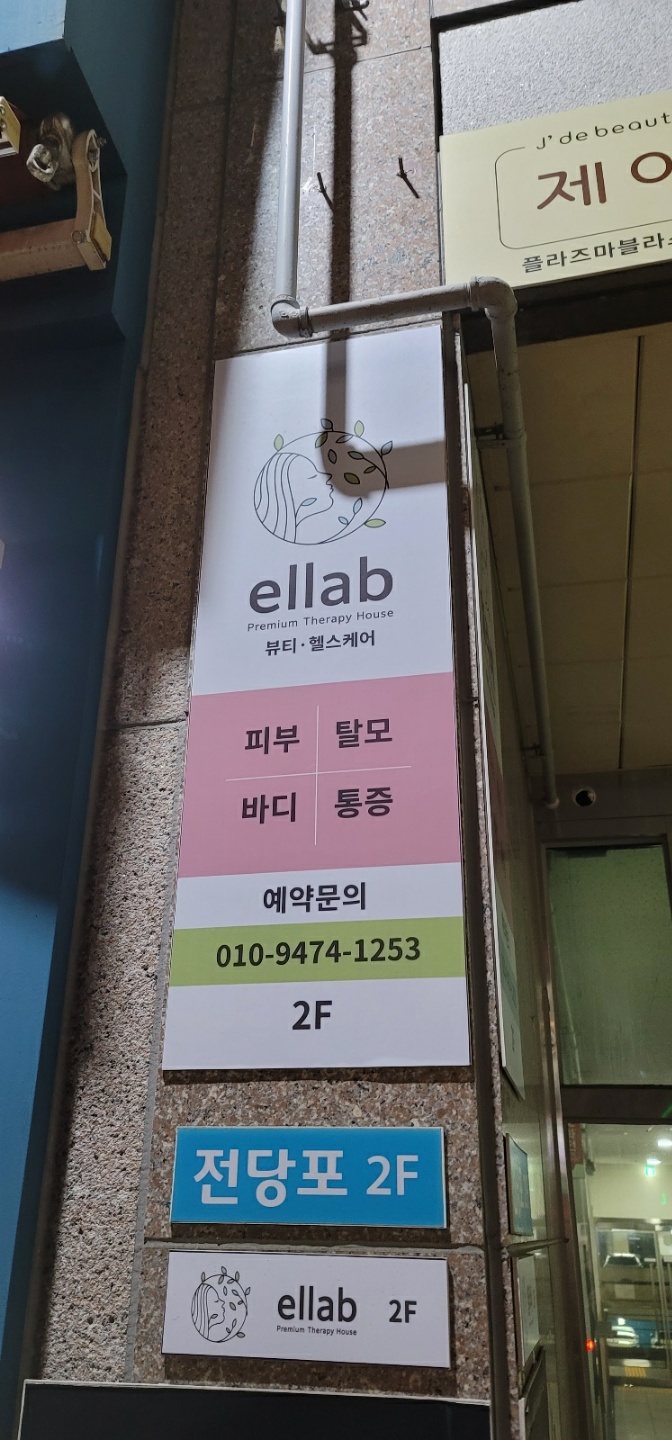 J' de beaut
제
플라즈마블라
ellab
Premium Therapy House
뷰티·헬스케어
피부 탈모
바디 통증
예약문의
010-9474-1253
2F
전당포 2F
ellab 2F
Premium Therapy House